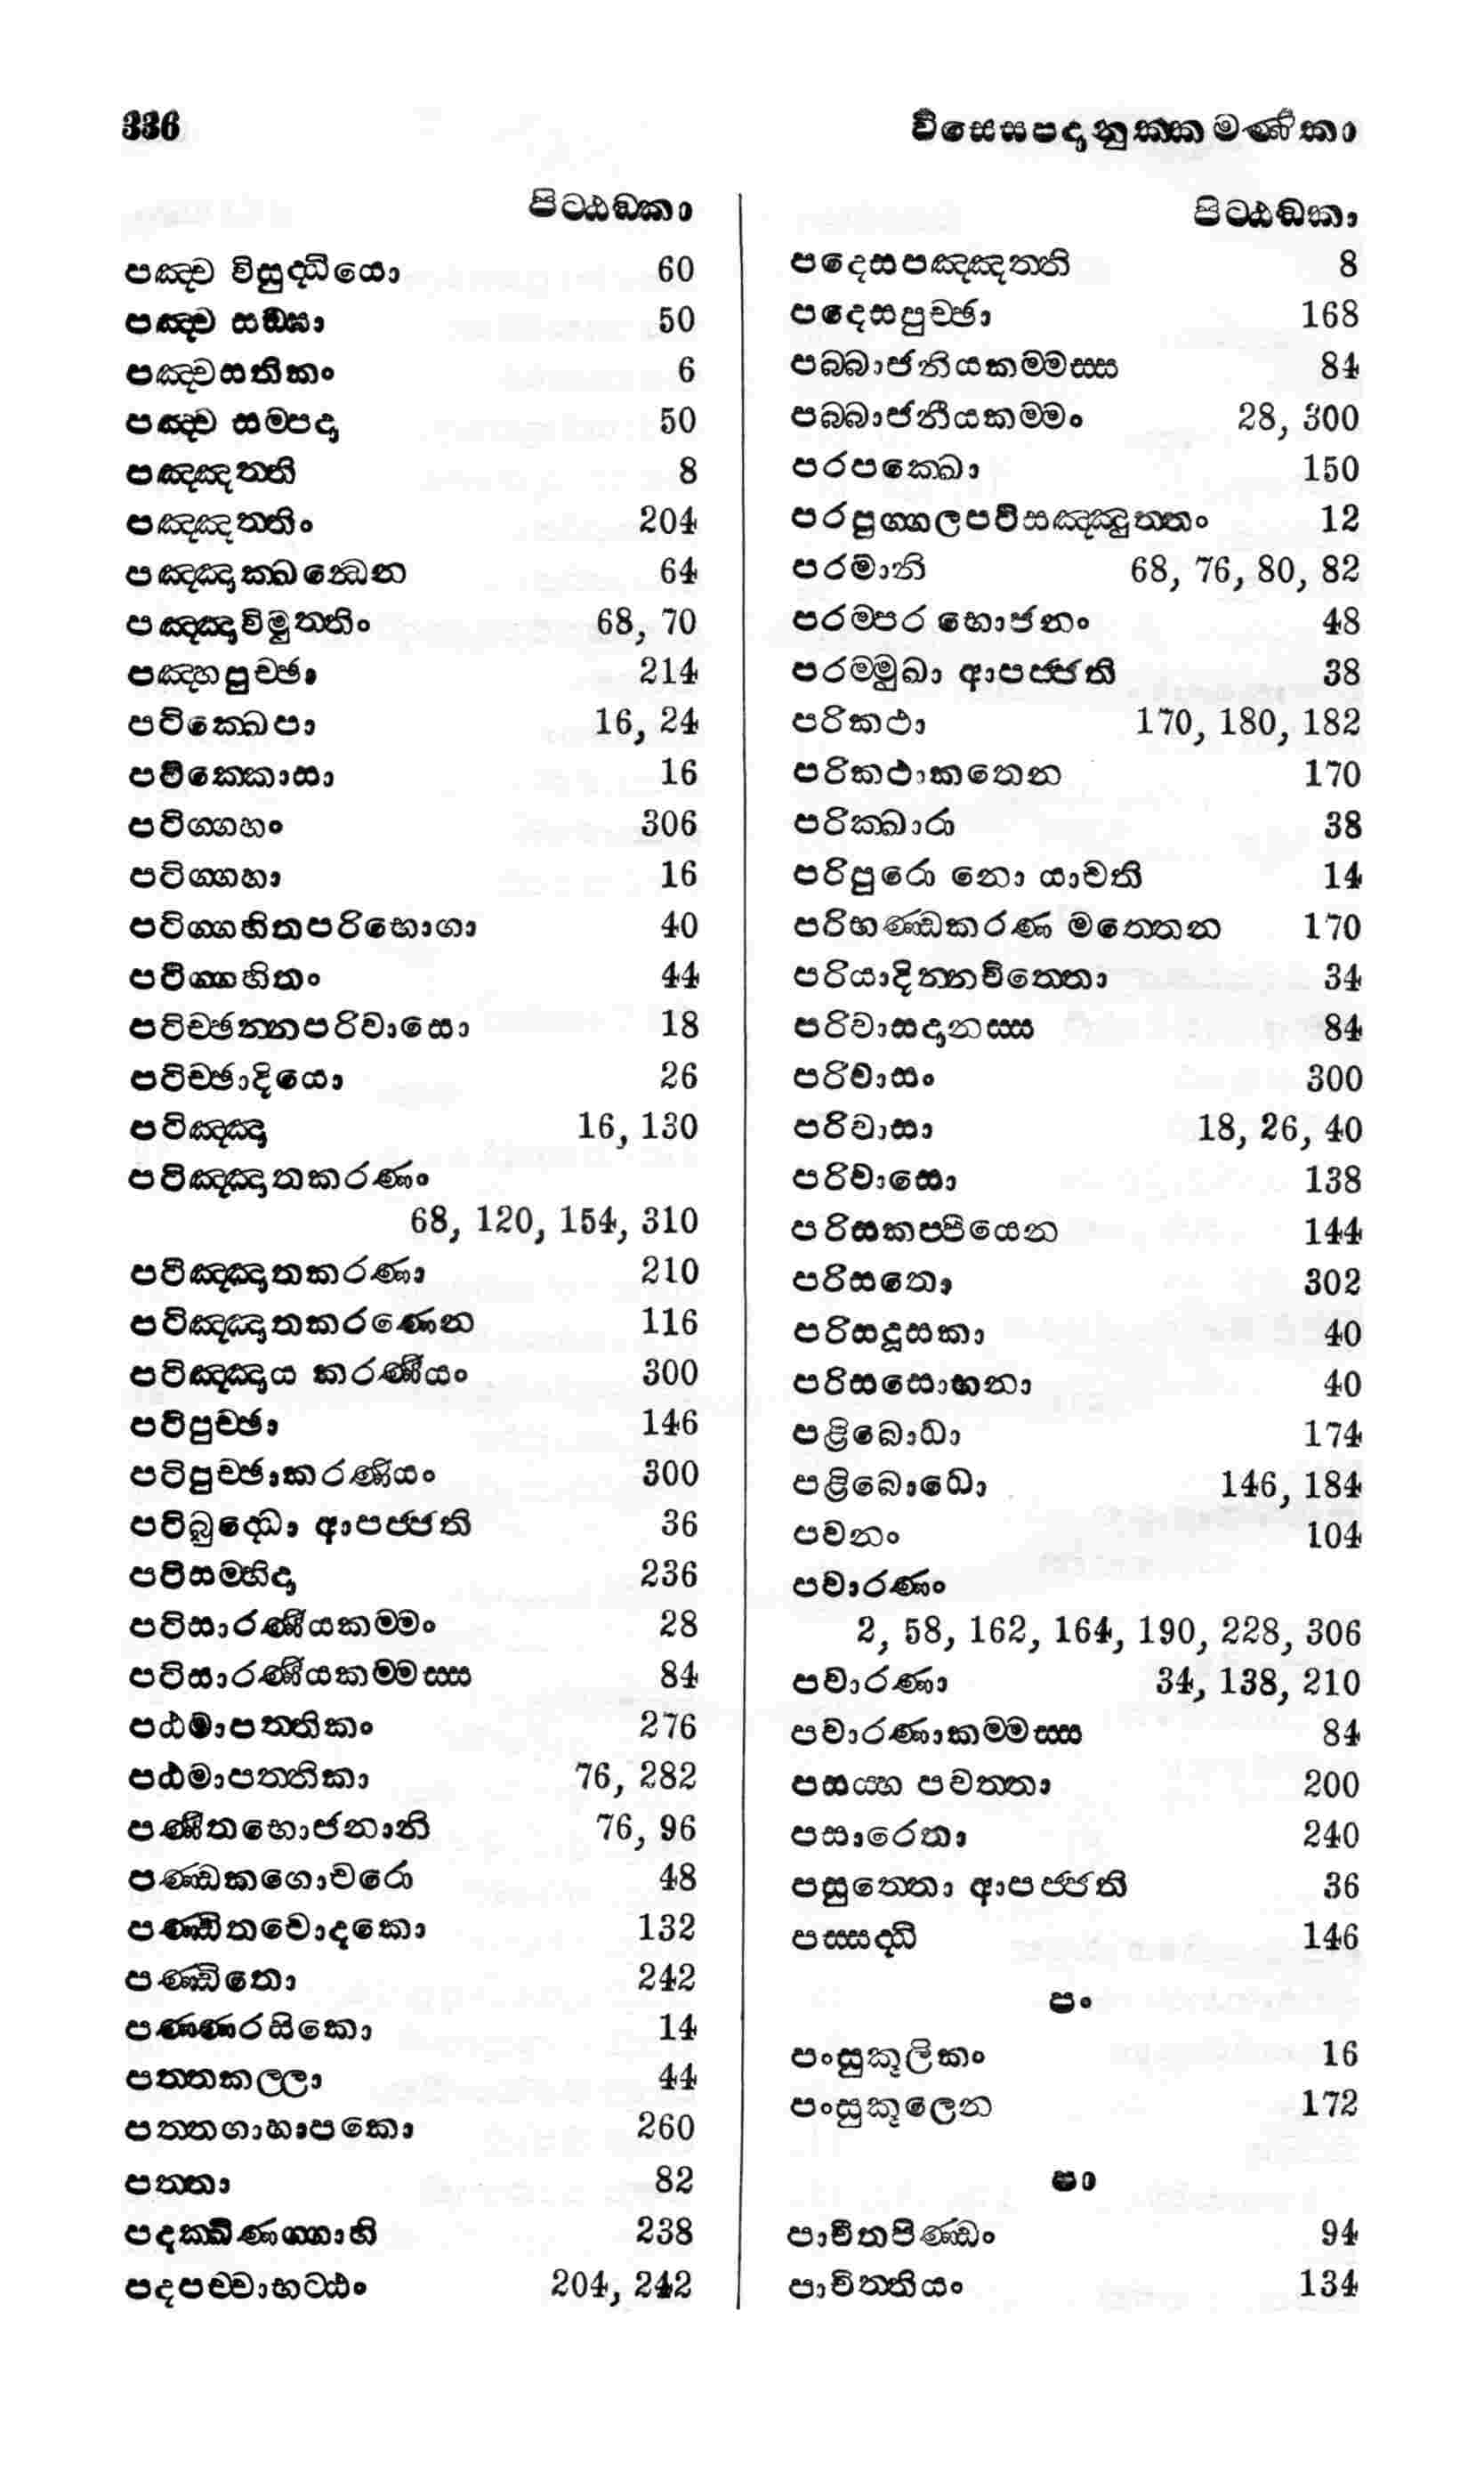 336
විසෙසපදානුක්කමණිකා
පිට්ඨඞ්කා
පඤ්ච විසුද්ධියො 60
පඤ්ච සඞ්ඝා 50
පඤ්චසතිකං 6
පඤ්ච සම්පදා 50
පඤ්ඤත්ති 8
පඤ්ඤත්තිං 204
පඤ්ඤාක්ඛන්ධෙන 64
පඤ්ඤාවිමුත්තිං 68, 70
පඤ්හපුච්ඡා 214
පටික්ඛෙපා 16, 24
පටික්කොසා 16
පටිග්ගහං 306
පටිග්ගහා 16
පටිග්ගහිතපරිභොගා 40
පටිග්ගහිතං 44
පටිච්ඡන්නපරිවාසො 18
පටිච්ඡාදියො 26
පටිඤ්ඤා 16, 130
පටිඤ්ඤාතකරණං
68, 120, 154, 310
පටිඤ්ඤාතකරණා 210
පටිඤ්ඤාතකරණෙන 116
පටිඤ්ඤාය කරණීයං 300
පටිපුච්ඡා 146
පටිපුච්ඡාකරණීයං 300
පටිබුද්ධො ආපජ්ජති 36
පටිසම්භිදා 236
පටිසාරණීයකම්මං 28
පටිසාරණීයකම්මස්ස 84
පඨමාපත්තිකං 276
පඨමාපත්තිකා 76, 282
පණීතභොජනානි 76, 96
පණ්ඩකගොචරො 48
පණ්ඩිතචොදකො 132
පණ්ඩිතො 242
පණ්ණරසිකො 14
පත්තකල්ලා 44
පත්තගාහාපකො 260
පත්තා 82
පදක්ඛිණග්ගාහි 238
පදපච්චාභට්ඨං 204, 242
පිට්ඨඞ්කා
පදෙසපඤ්ඤත්ති 8
පදෙසපුච්ඡා 168
පබ්බාජනියකම්මස්ස 84
පබ්බාජනීයකම්මං 28, 300
පරපක්ඛො 150
පරපුග්ගලපටිසඤ්ඤුත්තං 12
පරමානි 68, 76, 80, 82
පරම්පර භොජනං 48
පරම්මුඛා ආපජ්ජති 38
පරිකථා 170, 180, 182
පරිකථාකතෙන 170
පරික්ඛාරා 38
පරිපුරො නො යාචති 14
පරිභණ්ඩකරණ මත්තෙන 170
පරියාදින්නචිත්තො 34
පරිවාසදානස්ස 84
පරිවාසං 300
පරිවාසා 18, 26, 40
පරිවාසො 138
පරිසකප්පියෙන 144
පරිසතො 302
පරිසදූසකා 40
පරිසසොභනා 40
පළිබොධා 174
පළිබොධො 146, 184
පවනං 104
පවාරණං
2, 58, 162, 164, 190, 228, 306
පවාරණා 34, 138, 210
පවාරණාකම්මස්ස 84
පසය්හ පවත්තා 200
පසාරෙතා 240
පසුත්තො ආපජ්ජති 36
පස්සද්ධි 146
පං
පංසුකූලිකං 16
පංසුකූලෙන 172
පා
පාචීතපිණ්ඩං 94
පාචිත්තියං 134